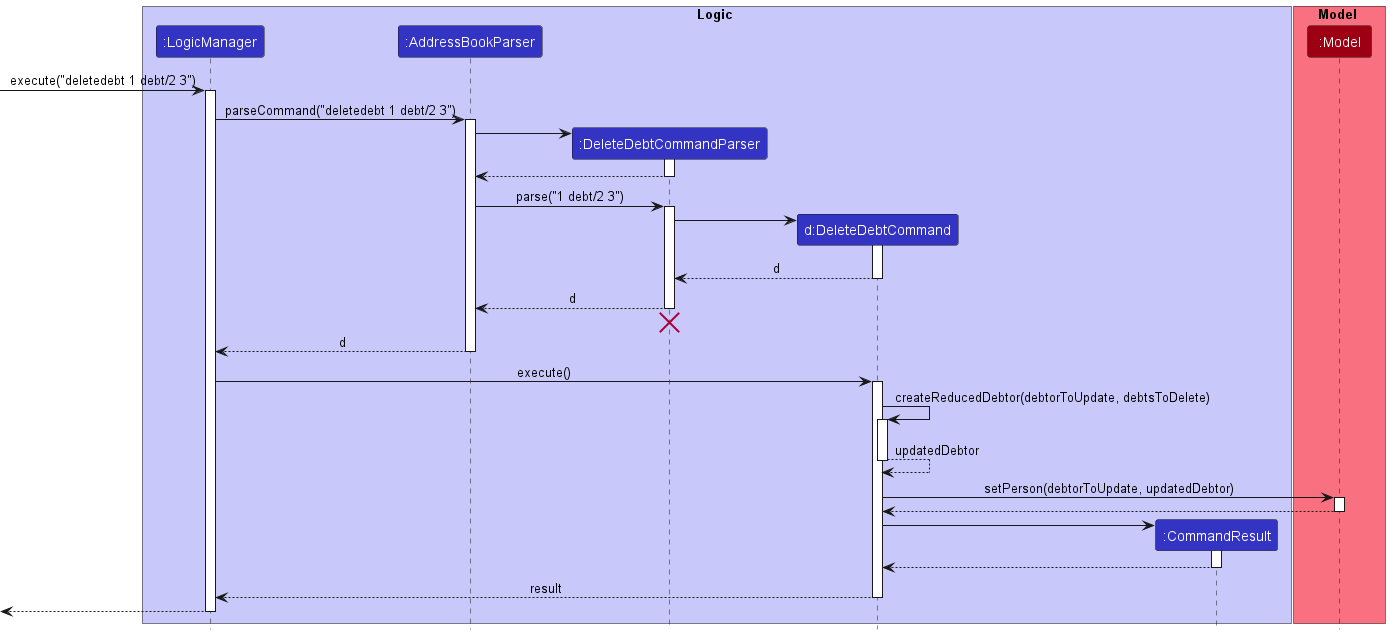 Logic
Model
:LogicManager
:AddressBookParser
:Model
execute("deletedebt 1 debt/2 3")
parseCommand("deletedebt 1 debt/2 3")
:DeleteDebtCommandParser
parse("1 debt/2 3")
d:DeleteDebtCommand
d
d
d
execute()
createReducedDebtor(debtorToUpdate, debtsToDelete)
updatedDebtor
setPerson(debtorToUpdate, updatedDebtor)
:CommandResult
result